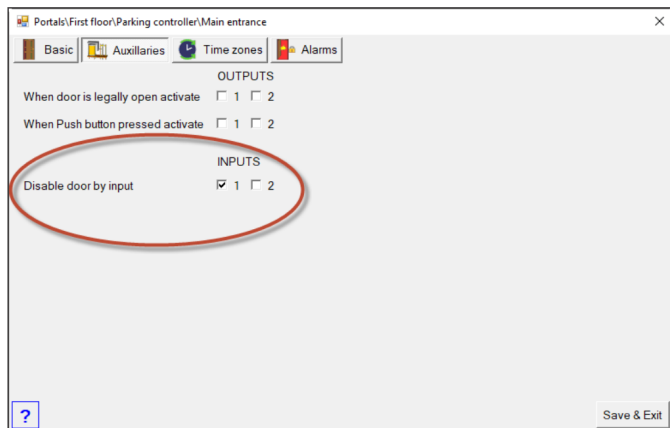 Portals\First floor\Parking controller\Main entrance
Basic Auxillaries Time zones Alarms
OUTPUTS
When door is legally open activate 1 2
When Push button pressed activate 1 2
INPUTS
Disable door by input 1 2
? Save & Exit